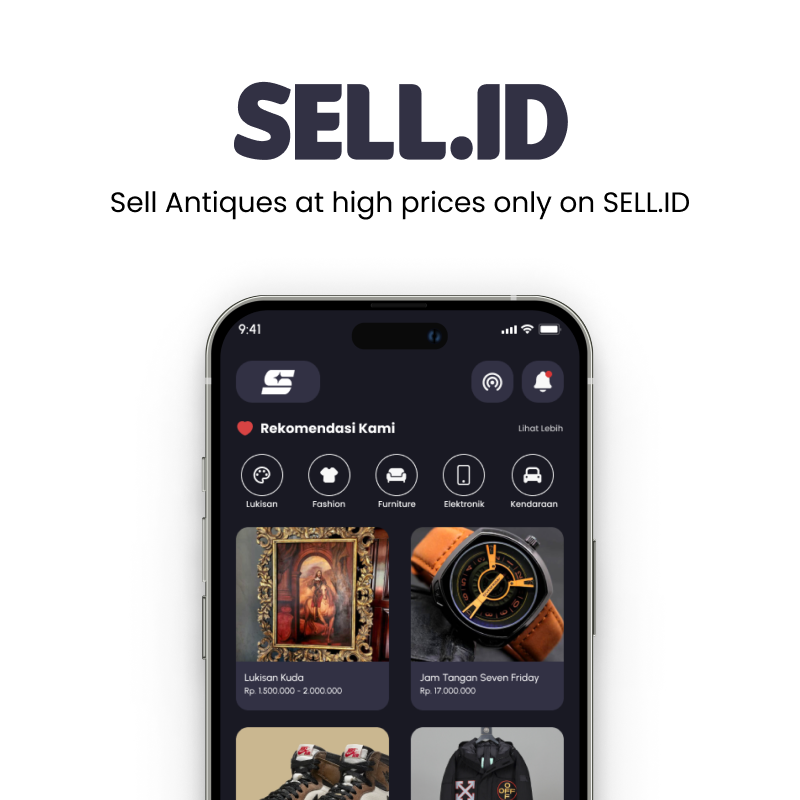 SELL.ID
Sell Antiques at high prices only on SELL.ID
9:41
Rekomendasi Kami
Lihat Lebih
Lukisan
Fashion
Furniture
Elektronik
Kendaraan
Lukisan Kuda
Rp. 1.500.000 - 2.000.000
Jam Tangan Seven Friday
Rp. 17.000.000
OFF